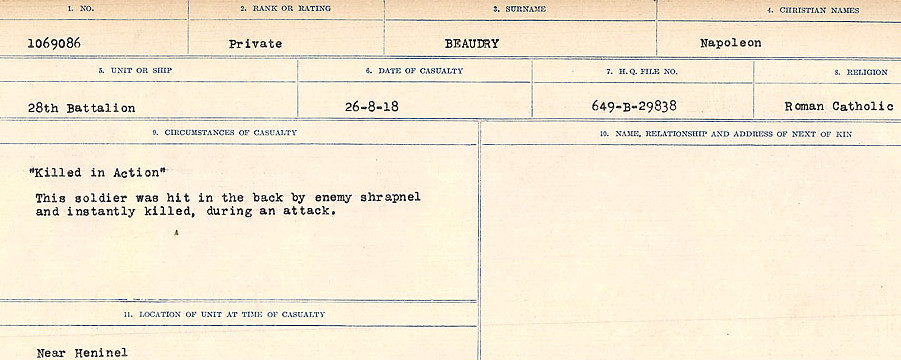 1. NO. 2. RANK OR RATING 3. SURNAME 4. CHRISTIAN NAMES
1069086 Private BEAUDRY Napoleon
5. UNIT OR SHIP 6. DATE OF CASUALTY 7. H.Q. FILE NO. 8. RELIGION
28th Battalion 26-8-18 649-B-29838 Roman Catholic
9. CIRCUMSTANCES OF CASUALTY 10. NAME, RELATIONSHIP AND ADDRESS OF NEXT OF KIN
"Killed in Action"
This soldier was hit in the back by enemy shrapnel
and instantly killed, during an attack.
A
11. LOCATION OF UNIT AT TIME OF CASUALTY
Near Heninel